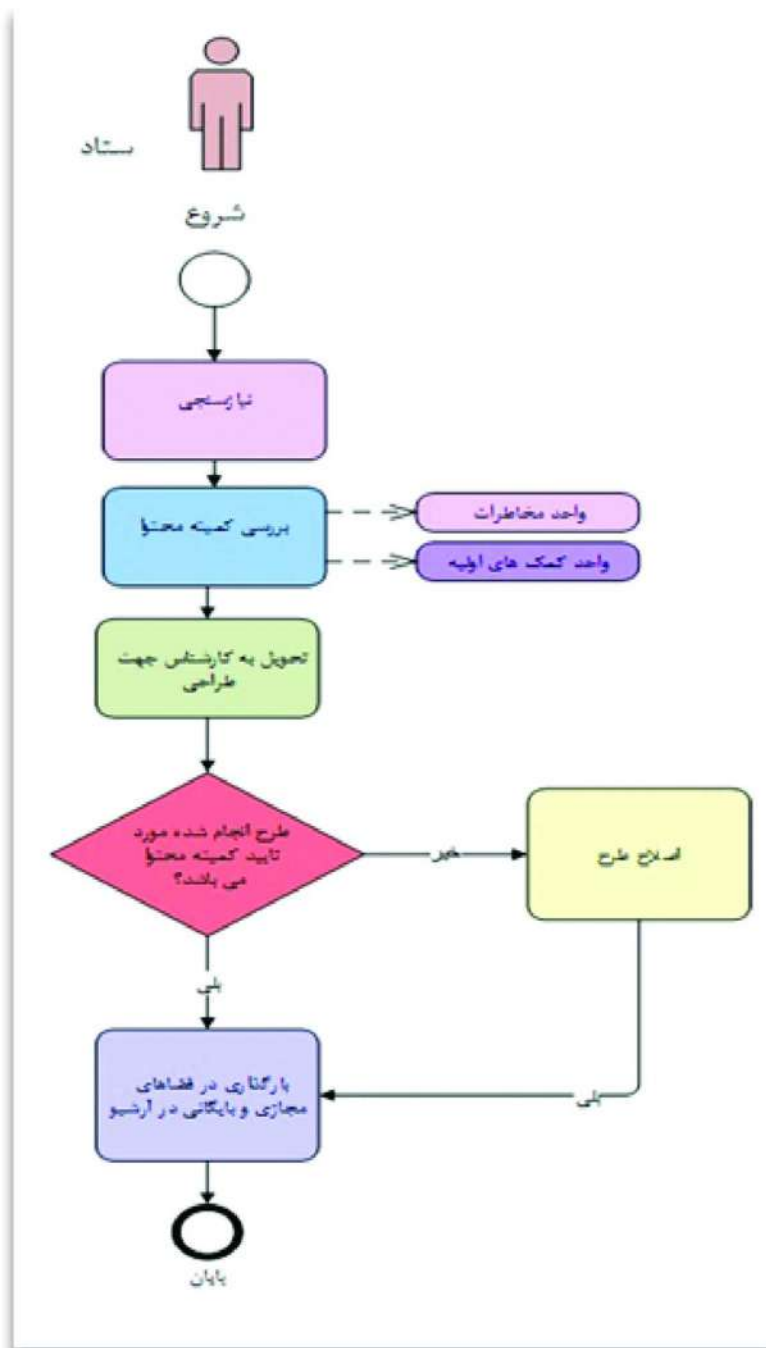 ستاد
شروع
نیازسنجی
بررسی کمیته محتوا
واحد مخاطرات
واحد کمک های اولیه
تحویل به کارشناس جهت
طراحی
طرح انجام شده مورد
تایید کمیته محتوا
می باشد؟
خیر
اصلاح طرح
بلی
بارگذاری در فضاهای
مجازی و بایگانی در آرشیو
بلی
پایان